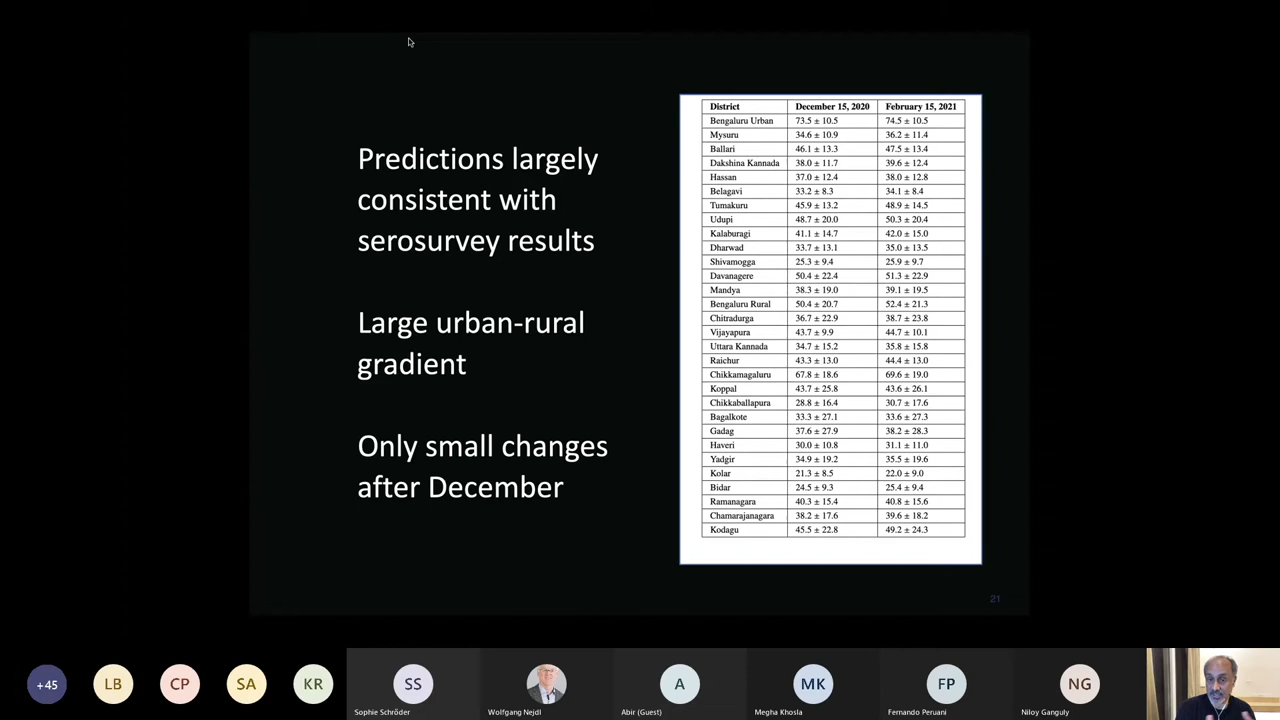 Predictions largely
consistent with
serosurvey results
Large urban-rural
gradient
Only small changes
after December
District December 15, 2020 February 15, 2021
Bengaluru Urban 73.5 ± 10.5 74.5 ± 10.5
Mysuru 34.6 ± 10.9 36.2 ± 11.4
Ballari 46.1 ± 13.3 47.5 ± 13.4
Dakshina Kannada 38.0 ± 11.7 39.6 ± 12.4
Hassan 37.0 ± 12.4 38.0 ± 12.8
Belagavi 33.2 ± 8.3 34.1 ± 8.4
Tumakuru 45.9 ± 13.2 48.9 ± 14.5
Udupi 48.7 ± 20.0 50.3 ± 20.4
Kalaburagi 41.1 ± 14.7 42.0 ± 15.0
Dharwad 33.7 ± 13.1 35.0 ± 13.5
Shivamogga 25.3 ± 9.4 25.9 ± 9.7
Davanagere 50.4 ± 22.4 51.3 ± 22.9
Mandya 38.3 ± 19.0 39.1 ± 19.5
Bengaluru Rural 50.4 ± 20.7 52.4 ± 21.3
Chitradurga 36.7 ± 22.9 38.7 ± 23.8
Vijayapura 43.7 ± 9.9 44.7 ± 10.1
Uttara Kannada 34.7 ± 15.2 35.8 ± 15.8
Raichur 43.3 ± 13.0 44.4 ± 13.0
Chikkamagaluru 67.8 ± 18.6 69.6 ± 19.0
Koppal 43.7 ± 25.8 43.6 ± 26.1
Chikkaballapura 28.8 ± 16.4 30.7 ± 17.6
Bagalkote 33.3 ± 27.1 33.6 ± 27.3
Gadag 37.6 ± 27.9 38.2 ± 28.3
Haveri 30.0 ± 10.8 31.1 ± 11.0
Yadgir 34.9 ± 19.2 35.5 ± 19.6
Kolar 21.3 ± 8.5 22.0 ± 9.0
Bidar 24.5 ± 9.3 25.4 ± 9.4
Ramanagara 40.3 ± 15.4 40.8 ± 15.6
Chamarajanagara 38.2 ± 17.6 39.6 ± 18.2
Kodagu 45.5 ± 22.8 49.2 ± 24.3
21
+45 LB CP SA KR SS A MK FP NG
Sophie Schröder Wolfgang Nejdl Abir (Guest) Megha Khosla Fernando Peruani Niloy Ganguly